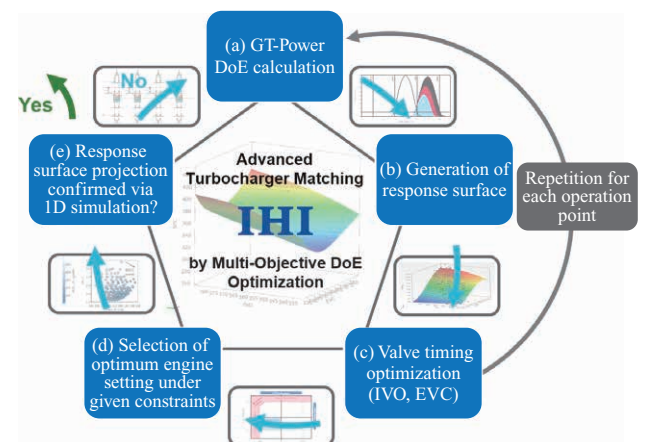 (a) GT-Power
DoE calculation
No
Yes
(e) Response
surface projection
confirmed via
1D simulation?
Advanced
Turbocharger Matching
IHI
by Multi-Objective DoE
Optimization
(b) Generation of
response surface
Repetition for
each operation
point
(d) Selection of
optimum engine
setting under
given constraints
(c) Valve timing
optimization
(IVO, EVC)